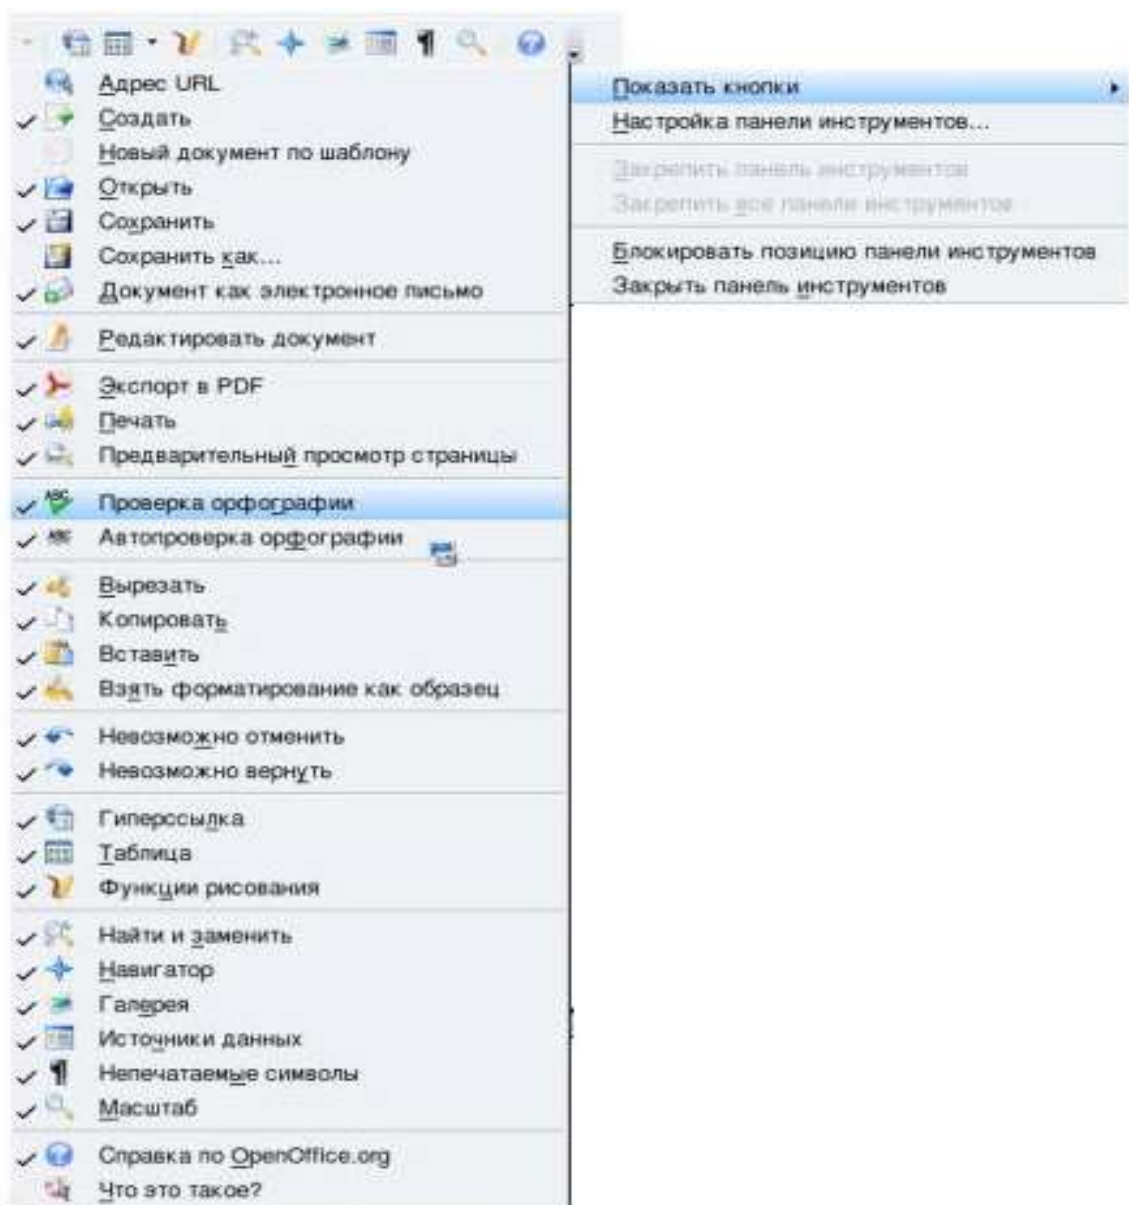 Адрес URL
Создать
Новый документ по шаблону
Открыть
Сохранить
Сохранить как...
Документ как электронное письмо
Редактировать документ
Экспорт в PDF
Печать
Предварительный просмотр страницы
Проверка орфографии
Автопроверка орфографии
Вырезать
Копировать
Вставить
Взять форматирование как образец
Невозможно отменить
Невозможно вернуть
Гиперссылка
Таблица
Функции рисования
Найти и заменить
Навигатор
Галерея
Источники данных
Непечатаемые символы
Масштаб
Справка по OpenOffice.org
Что это такое?
Показать кнопки
Настройка панели инструментов...
Закрепить панель инструментов
Закрепить все панели инструментов
Блокировать позицию панели инструментов
Закрыть панель инструментов